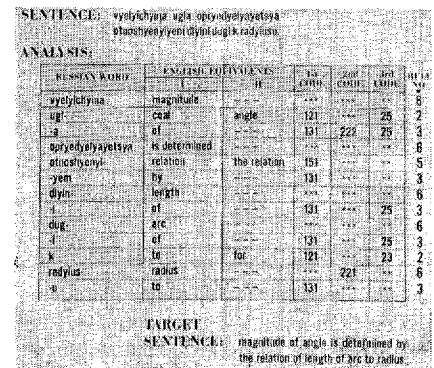 SENTENCE: vyelyichyina ugla opryedyelyayetsya
otnoshyenyiyem dlyini dugi k radyiusu.
ANALYSIS:
RUSSIAN WORD ENGLISH EQUIVALENTS 1st CODE 2nd CODE 3rd CODE RULE NO.
I II
vyelyichyina magnitude --- *** *** *** 6
ugl- coal angle 121 *** 25 2
-a of --- 131 222 25 3
opryedyelyayetsya is determined --- *** *** *** 6
otnoshyenyi- relation the relation 151 *** *** 5
-yem by --- 131 *** *** 3
dlyin- length --- *** *** *** 6
-i of --- 131 *** 25 3
dug- arc --- *** *** *** 6
-i of --- 131 *** 25 3
k to for 121 *** 23 2
radyius- radius --- *** 221 *** 6
-u to --- 131 *** *** 3
TARGET
SENTENCE: magnitude of angle is determined by
the relation of length of arc to radius.